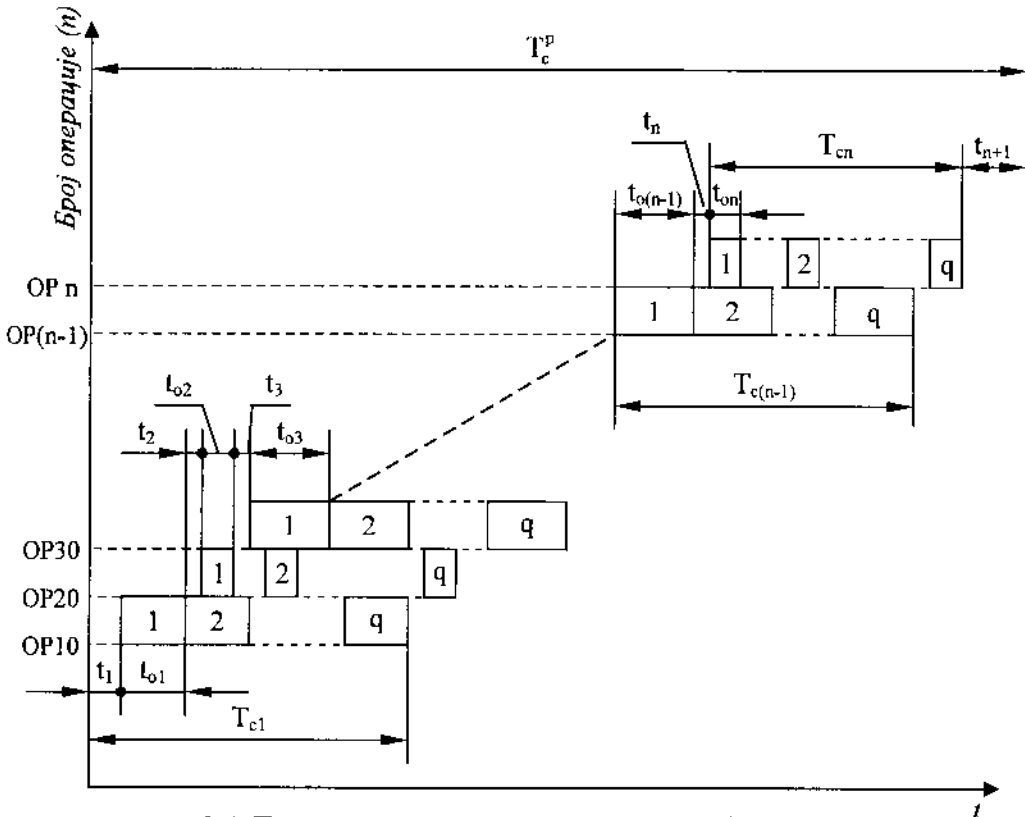 Број операције (n)
T_c^p
t_n
T_cn
t_n+1
t_o(n-1)
t_on
1 2 q
OP n
1 2 q
OP(n-1)
t_o2
t_3
T_c(n-1)
t_2
t_o3
1 2 q
OP30
1 2 q
OP20
1 2 q
OP10
t_1
t_o1
T_c1
t